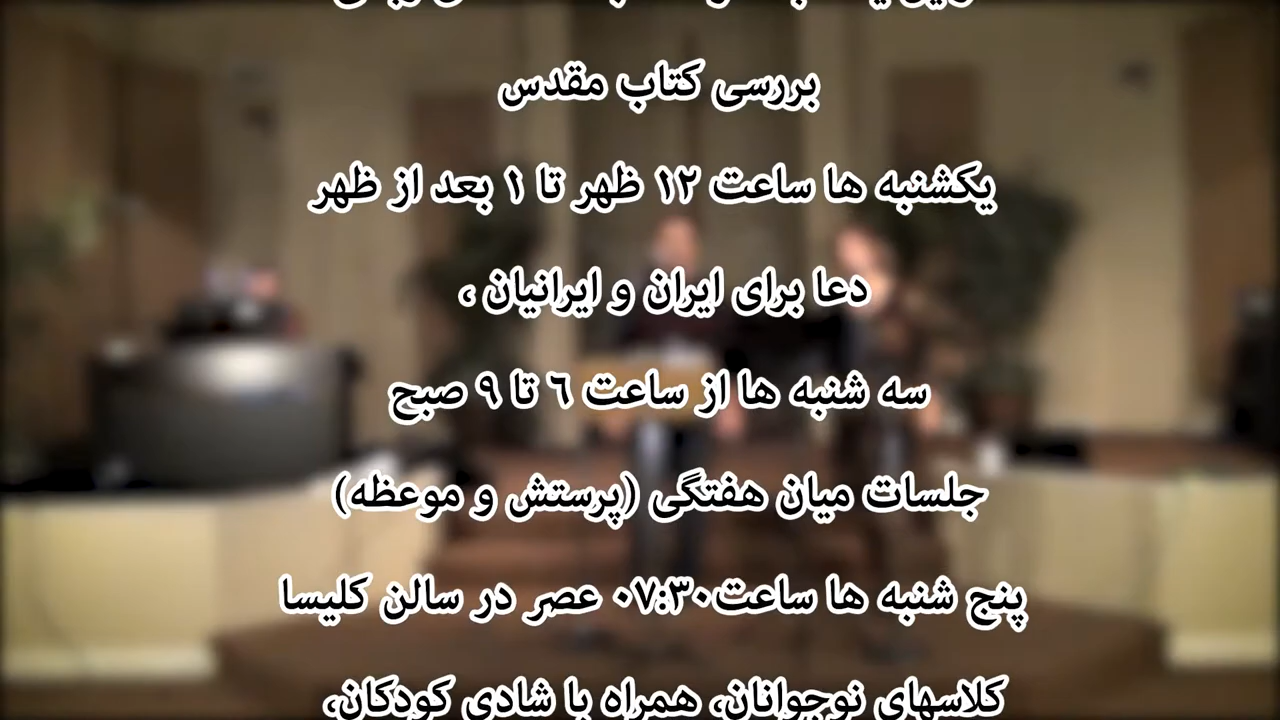 بررسی کتاب مقدس
یکشنبه ها ساعت ۱۲ ظهر تا ۱ بعد از ظهر
دعا برای ایران و ایرانیان ،
سه شنبه ها از ساعت ٦ تا ۹ صبح
جلسات میان هفتگی (پرستش و موعظه)
پنج شنبه ها ساعت۰۷:۳۰ عصر در سالن کلیسا
کلاسهای نوجوانان، همراه با شادی کودکان،